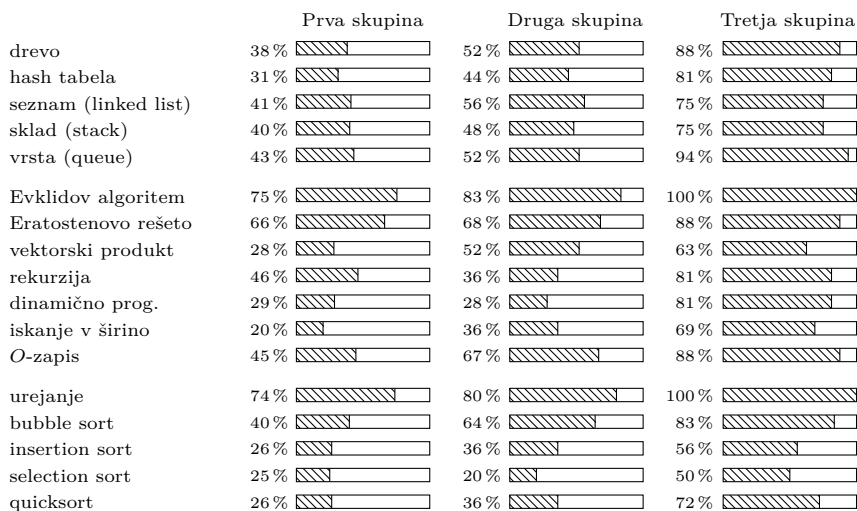 Prva skupina Druga skupina Tretja skupina
drevo 38 % 52 % 88 %
hash tabela 31 % 44 % 81 %
seznam (linked list) 41 % 56 % 75 %
sklad (stack) 40 % 48 % 75 %
vrsta (queue) 43 % 52 % 94 %
Evklidov algoritem 75 % 83 % 100 %
Eratostenovo rešeto 66 % 68 % 88 %
vektorski produkt 28 % 52 % 63 %
rekurzija 46 % 36 % 81 %
dinamično prog. 29 % 28 % 81 %
iskanje v širino 20 % 36 % 69 %
O-zapis 45 % 67 % 88 %
urejanje 74 % 80 % 100 %
bubble sort 40 % 64 % 83 %
insertion sort 26 % 36 % 56 %
selection sort 25 % 20 % 50 %
quicksort 26 % 36 % 72 %